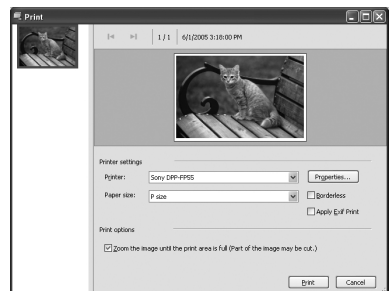 Print
1 / 1 6/1/2005 3:18:00 PM
Printer settings
Printer: Sony DPP-FP55 Properties...
Paper size: P size Borderless
Apply Exif Print
Print options
Zoom the image until the print area is full (Part of the image may be cut.)
Print Cancel